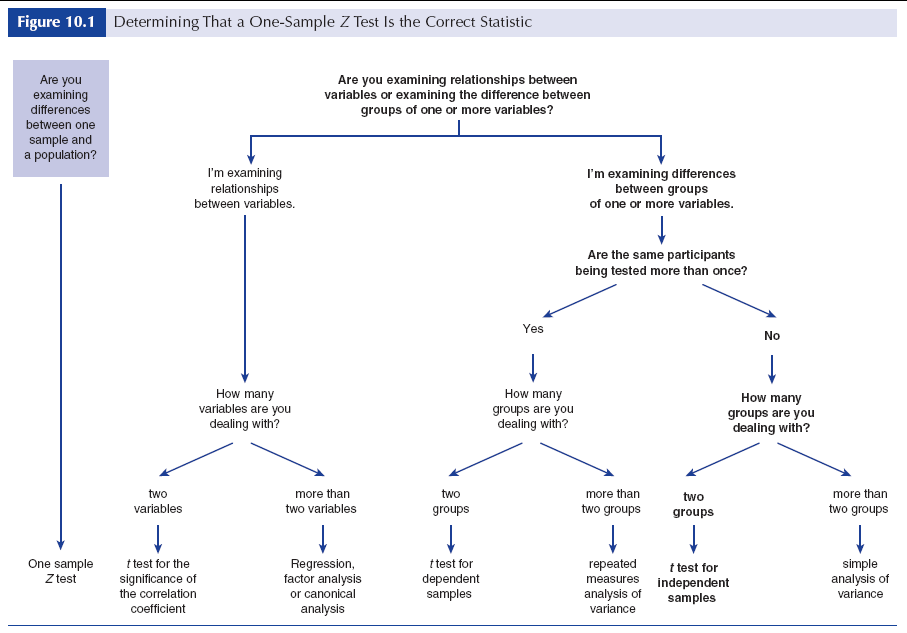 Figure 10.1 Determining That a One-Sample Z Test Is the Correct Statistic
Are you
examining
differences
between one
sample and
a population?
Are you examining relationships between
variables or examining the difference between
groups of one or more variables?
I'm examining
relationships
between variables.
I'm examining differences
between groups
of one or more variables.
Are the same participants
being tested more than once?
Yes
No
How many
variables are you
dealing with?
How many
groups are you
dealing with?
How many
groups are you
dealing with?
two
variables
more than
two variables
two
groups
more than
two groups
two
groups
more than
two groups
One sample
Z test
t test for the
significance of
the correlation
coefficient
Regression,
factor analysis
or canonical
analysis
t test for
dependent
samples
repeated
measures
analysis of
variance
t test for
independent
samples
simple
analysis of
variance